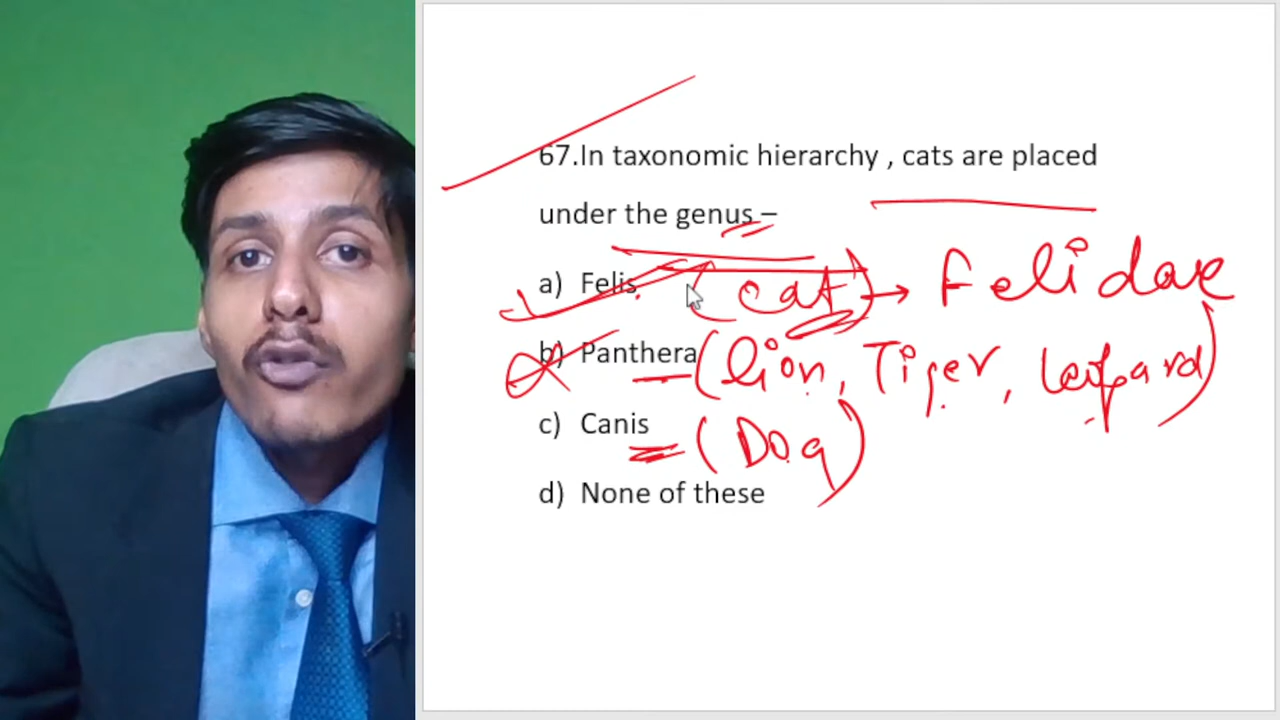 67.In taxonomic hierarchy , cats are placed
under the genus –
a) Felis (cat) → Felidae
b) Panthera (lion, Tiger, leopard)
c) Canis = (Dog)
d) None of these